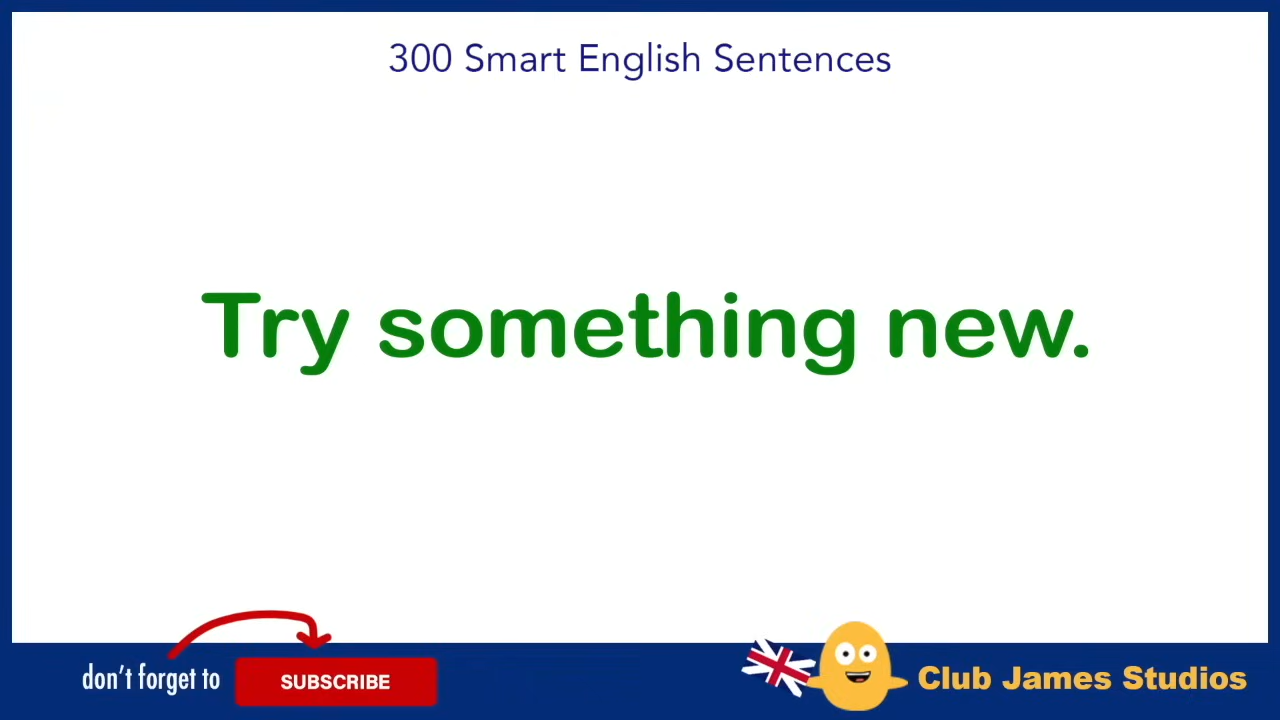 300 Smart English Sentences
Try something new.
don't forget to SUBSCRIBE
Club James Studios